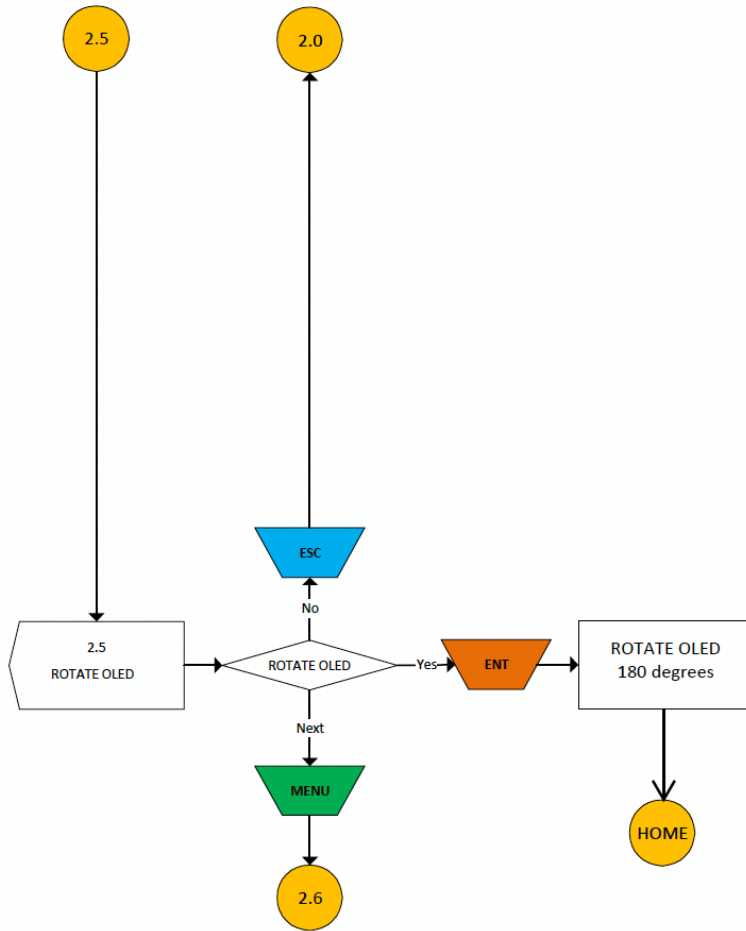 2.5
2.0
ESC
No
2.5
ROTATE OLED
ROTATE OLED
Yes
ENT
ROTATE OLED
180 degrees
Next
MENU
HOME
2.6